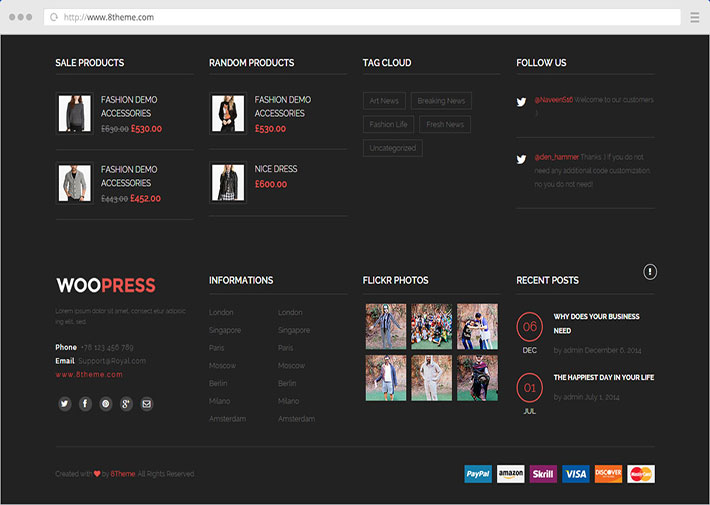 http://www.8theme.com
SALE PRODUCTS
FASHION DEMO
ACCESSORIES
£630.00 £530.00
FASHION DEMO
ACCESSORIES
£443.00 £452.00
RANDOM PRODUCTS
FASHION DEMO
ACCESSORIES
£530.00
NICE DRESS
£600.00
TAG CLOUD
Art News
Breaking News
Fashion Life
Fresh News
Uncategorized
FOLLOW US
@NaveenS16 Welcome to our customers
:)
@den_hammer Thanks :) If you do not
need any additional code customization
no you do not need)
WOOPRESS
Lorem ipsum dolor sit amet, consect etur adipisic
ing elit, sed.
Phone +78 123 456 789
Email Support@Royal.com
www.8theme.com
INFORMATIONS
London
Singapore
Paris
Moscow
Berlin
Milano
Amsterdam
London
Singapore
Paris
Moscow
Berlin
Milano
Amsterdam
FLICKR PHOTOS
RECENT POSTS
06
DEC
WHY DOES YOUR BUSINESS
NEED
by admin December 6, 2014
01
JUL
THE HAPPIEST DAY IN YOUR LIFE
by admin July 1, 2014
Created with ❤ by 8Theme. All Rights Reserved.
PayPal
amazon
Skrill
VISA
DISCOVER
MasterCard